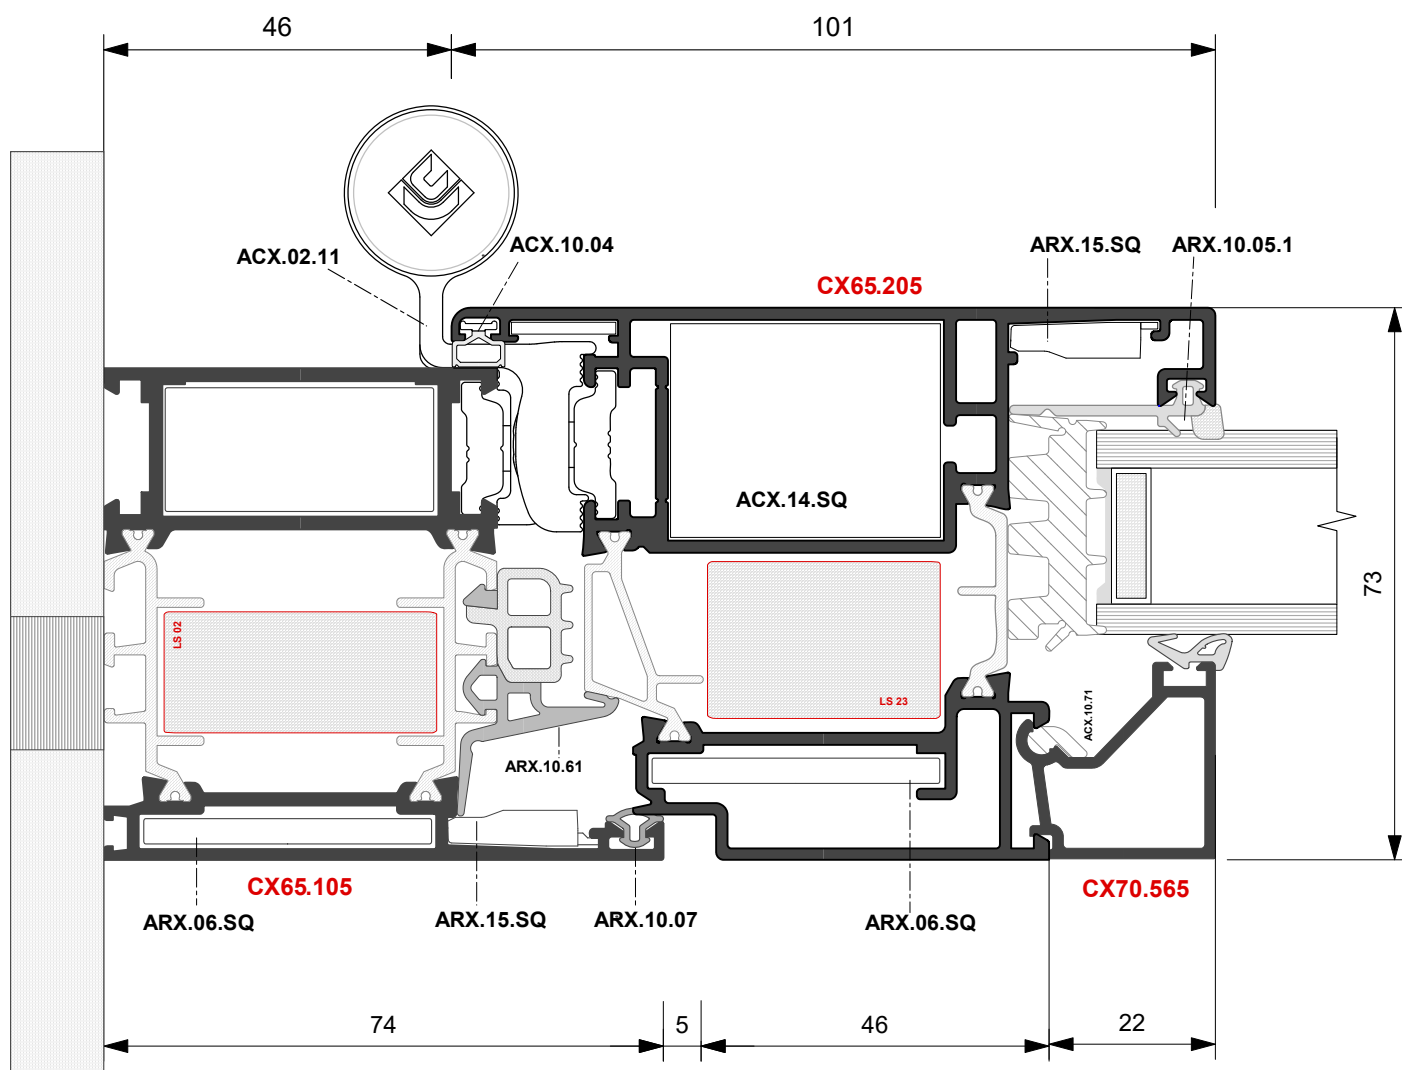 46
101
ACX.02.11
ACX.10.04
ARX.15.SQ
ARX.10.05.1
CX65.205
ACX.14.SQ
73
LS 02
LS 23
ACX.10.71
ARX.10.61
CX65.105
CX70.565
ARX.06.SQ
ARX.15.SQ
ARX.10.07
ARX.06.SQ
74
5
46
22